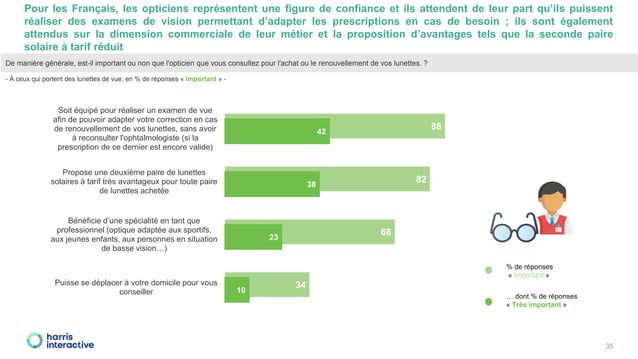 Pour les Français, les opticiens représentent une figure de confiance et ils attendent de leur part qu'ils puissent
réaliser des examens de vision permettant d'adapter les prescriptions en cas de besoin ; ils sont également
attendus sur la dimension commerciale de leur métier et la proposition d'avantages tels que la seconde paire
solaire à tarif réduit
De manière générale, est-il important ou non que l'opticien que vous consultez pour l'achat ou le renouvellement de vos lunettes. ?
- À ceux qui portent des lunettes de vue, en % de réponses « Important » -
Soit équipé pour réaliser un examen de vue
afin de pouvoir adapter votre correction en cas
de renouvellement de vos lunettes, sans avoir
à reconsulter l'ophtalmologiste (si la
prescription de ce dernier est encore valide)
42
88
Propose une deuxième paire de lunettes
solaires à tarif très avantageux pour toute paire
de lunettes achetée
38
82
Bénéficie d'une spécialité en tant que
professionnel (optique adaptée aux sportifs,
aux jeunes enfants, aux personnes en situation
de basse vision…)
23
68
Puisse se déplacer à votre domicile pour vous
conseiller
10
34
% de réponses
« Important »
… dont % de réponses
« Très important »
harris
interactive
35